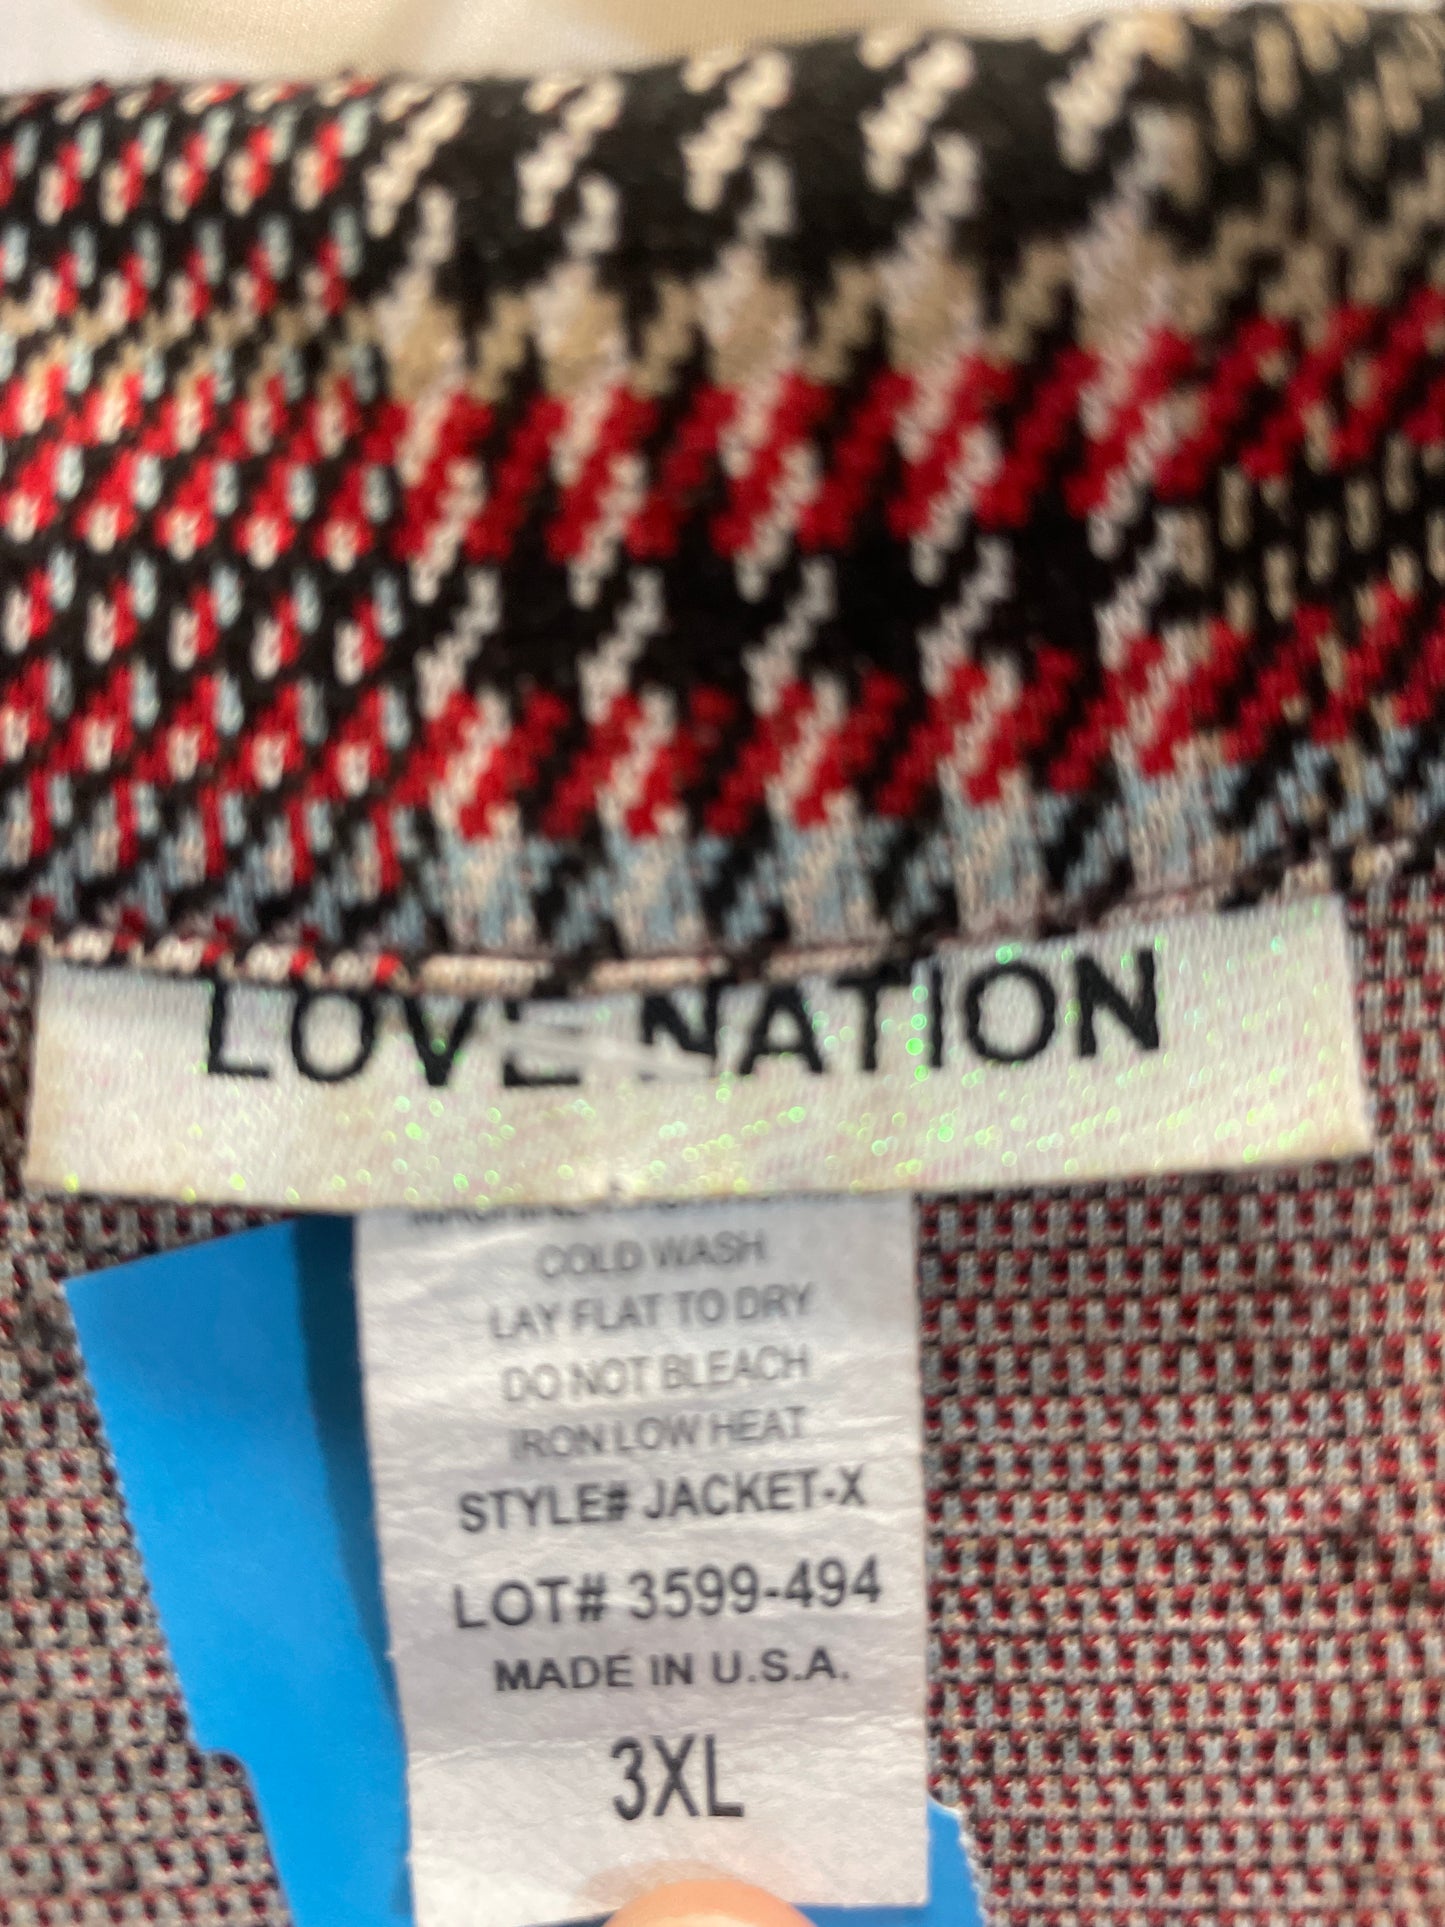 LOVE NATION
COLD WASH
LAY FLAT TO DRY
DO NOT BLEACH
IRON LOW HEAT
STYLE# JACKET-X
LOT# 3599-494
MADE IN U.S.A.
3XL